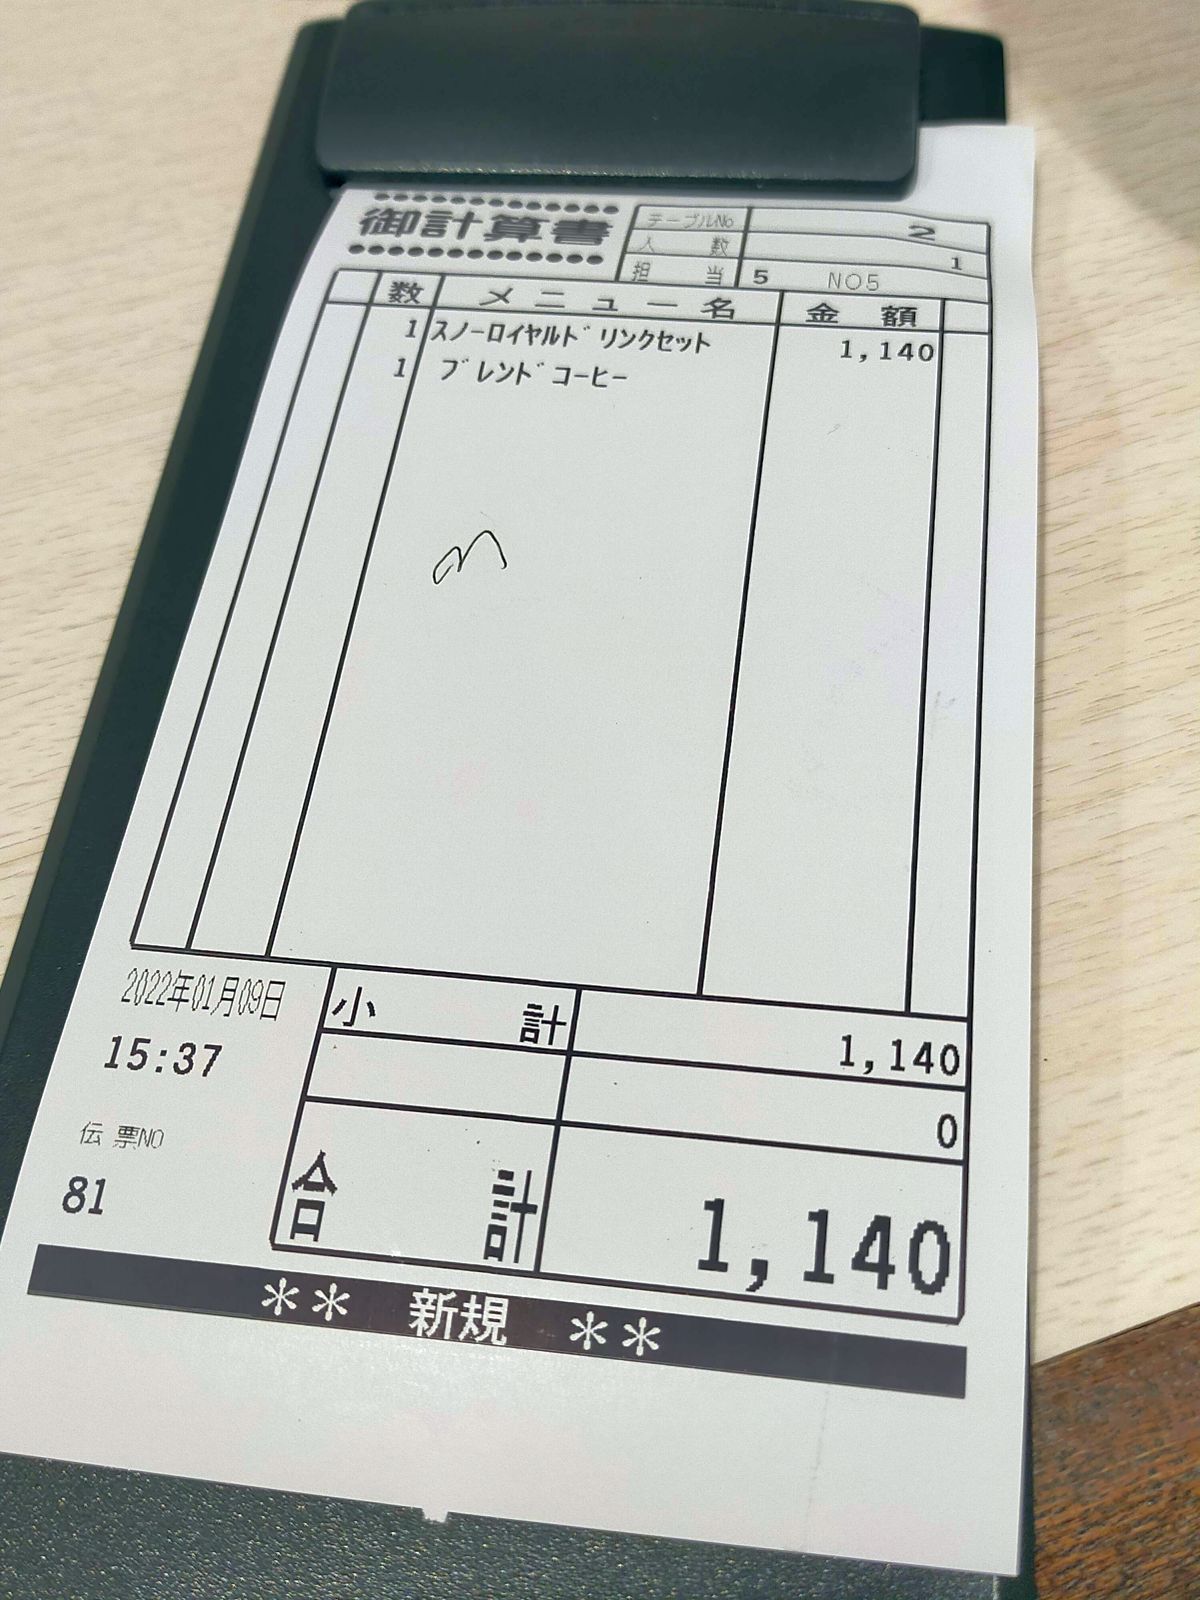 御計算書
テーブルNo 2
人数 1
担当 5 NO5
数 メニュー名 金額
1 スノーロイヤルドリンクセット 1,140
1 ブレンドコーヒー
2022年01月09日
15:37
伝票NO
81
小計 1,140
0
合計 1,140
** 新規 **